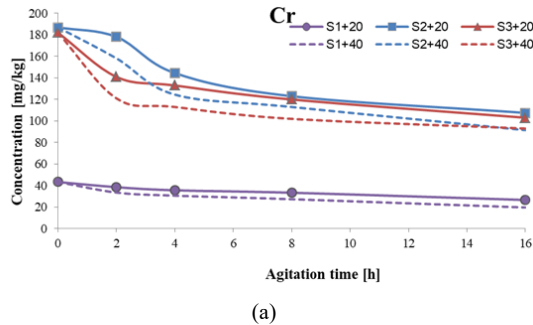 Cr
S1+20 S2+20 S3+20
S1+40 S2+40 S3+40
Concentration [mg/kg]
200
180
160
140
120
100
80
60
40
20
0
0 2 4 6 8 10 12 14 16
Agitation time [h]
(a)